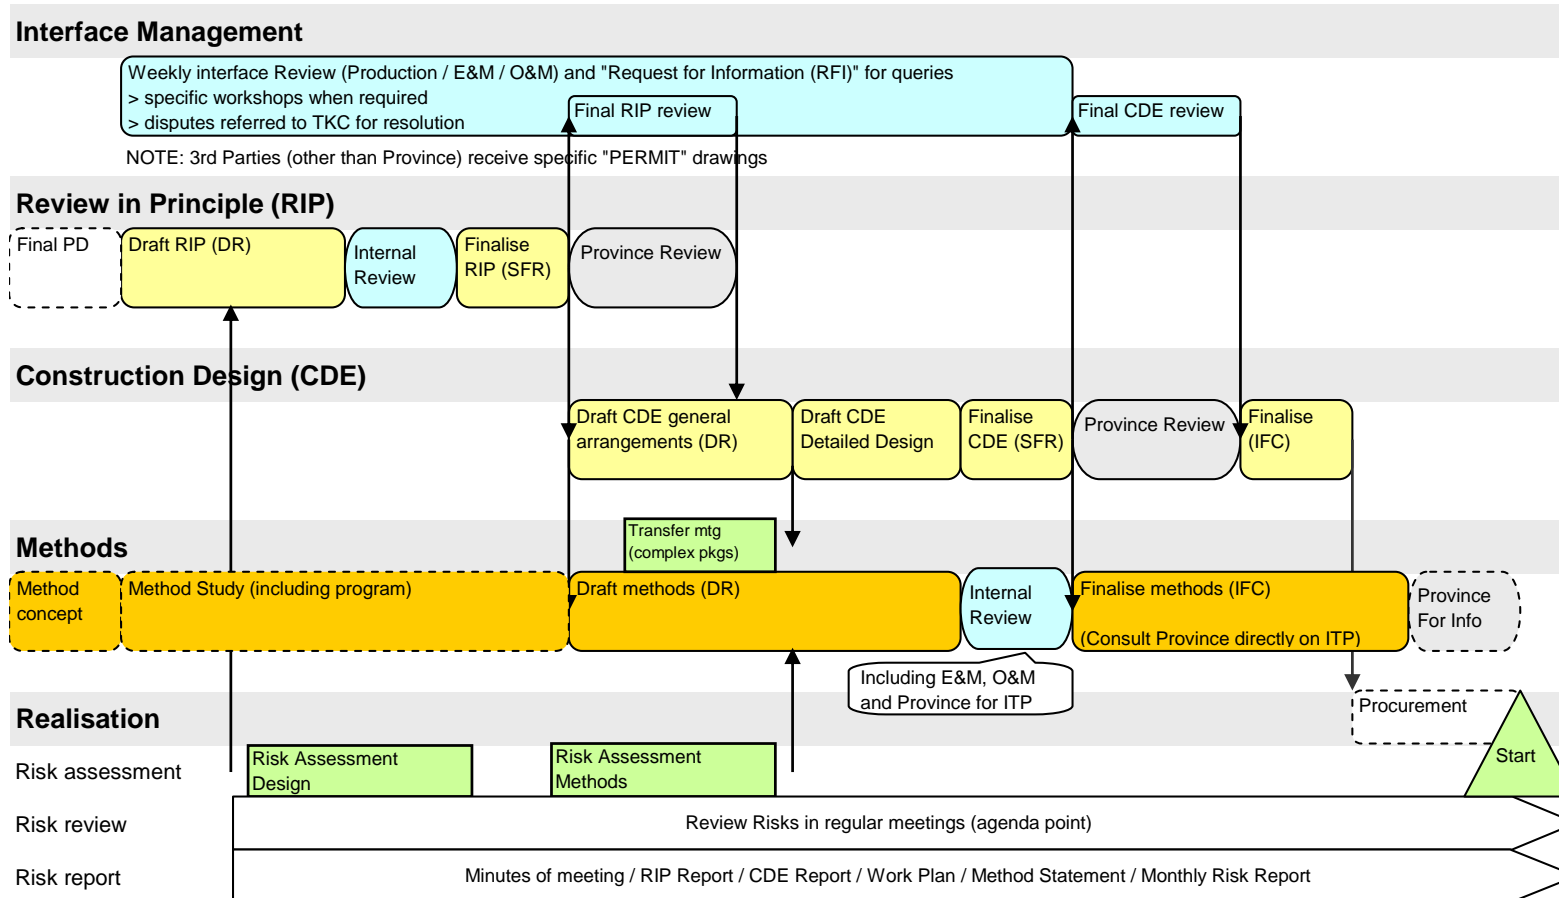 Interface Management
Weekly interface Review (Production / E&M / O&M) and "Request for Information (RFI)" for queries
> specific workshops when required
> disputes referred to TKC for resolution
Final RIP review
Final CDE review
NOTE: 3rd Parties (other than Province) receive specific "PERMIT" drawings
Review in Principle (RIP)
Final PD
Draft RIP (DR)
Internal
Review
Finalise
RIP (SFR)
Province Review
Construction Design (CDE)
Draft CDE general
arrangements (DR)
Draft CDE
Detailed Design
Finalise
CDE (SFR)
Province Review
Finalise
(IFC)
Methods
Transfer mtg
(complex pkgs)
Method
concept
Method Study (including program)
Draft methods (DR)
Internal
Review
Finalise methods (IFC)
(Consult Province directly on ITP)
Province
For Info
Including E&M, O&M
and Province for ITP
Realisation
Procurement
Start
Risk assessment
Risk Assessment
Design
Risk Assessment
Methods
Risk review
Review Risks in regular meetings (agenda point)
Risk report
Minutes of meeting / RIP Report / CDE Report / Work Plan / Method Statement / Monthly Risk Report